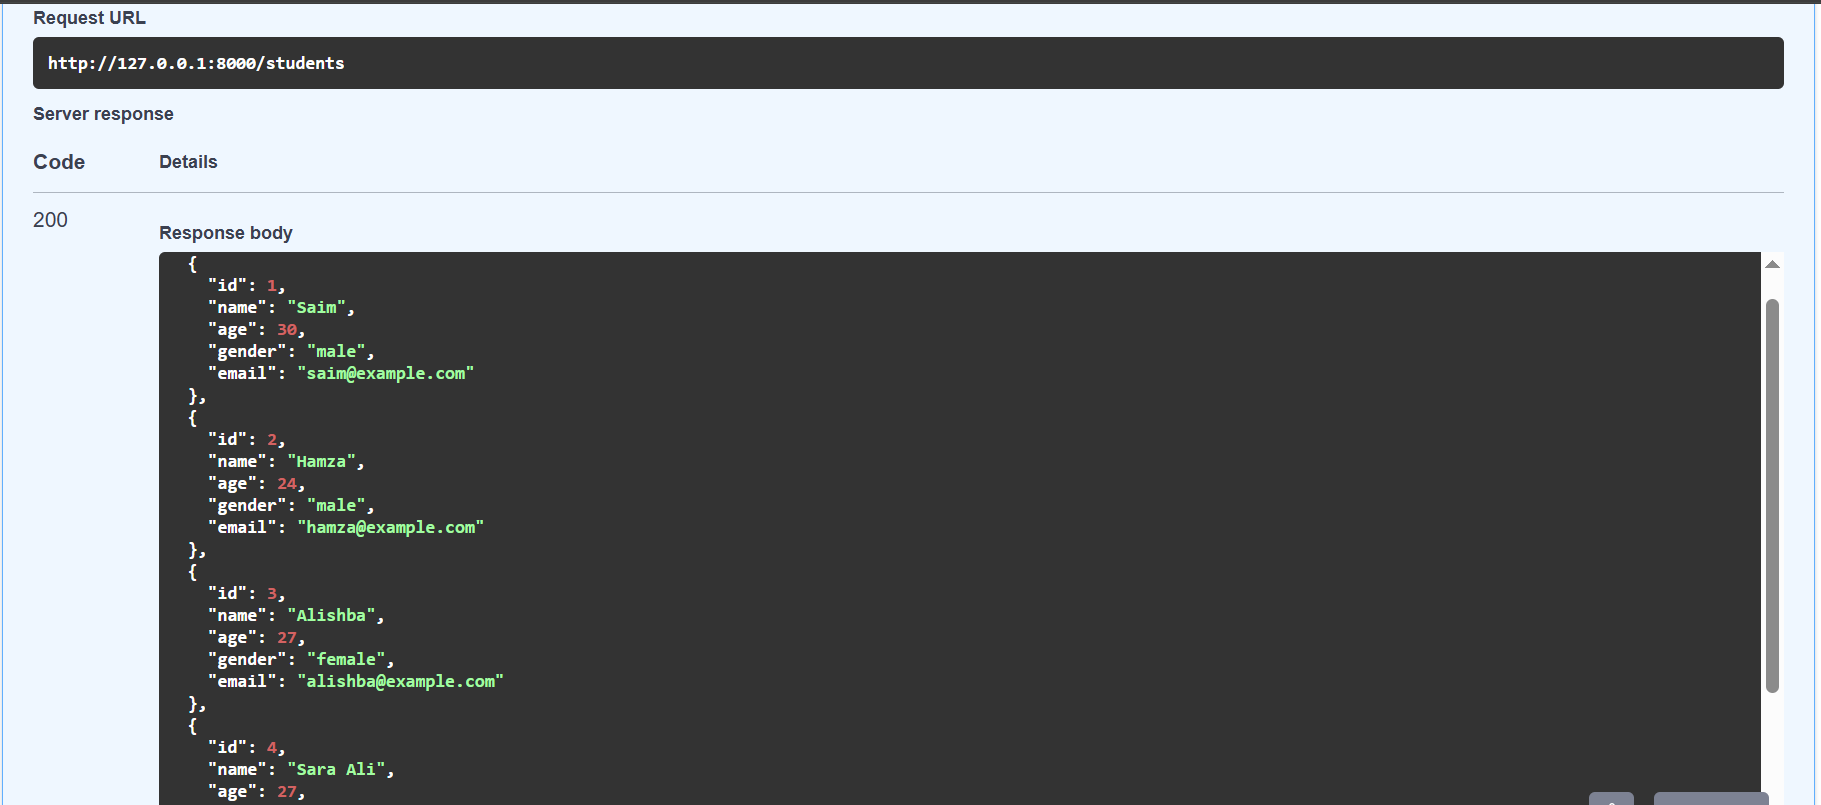 Request URL
http://127.0.0.1:8000/students
Server response
Code Details
200
Response body
{
"id": 1,
"name": "Saim",
"age": 30,
"gender": "male",
"email": "saim@example.com"
},
{
"id": 2,
"name": "Hamza",
"age": 24,
"gender": "male",
"email": "hamza@example.com"
},
{
"id": 3,
"name": "Alishba",
"age": 27,
"gender": "female",
"email": "alishba@example.com"
},
{
"id": 4,
"name": "Sara Ali",
"age": 27,